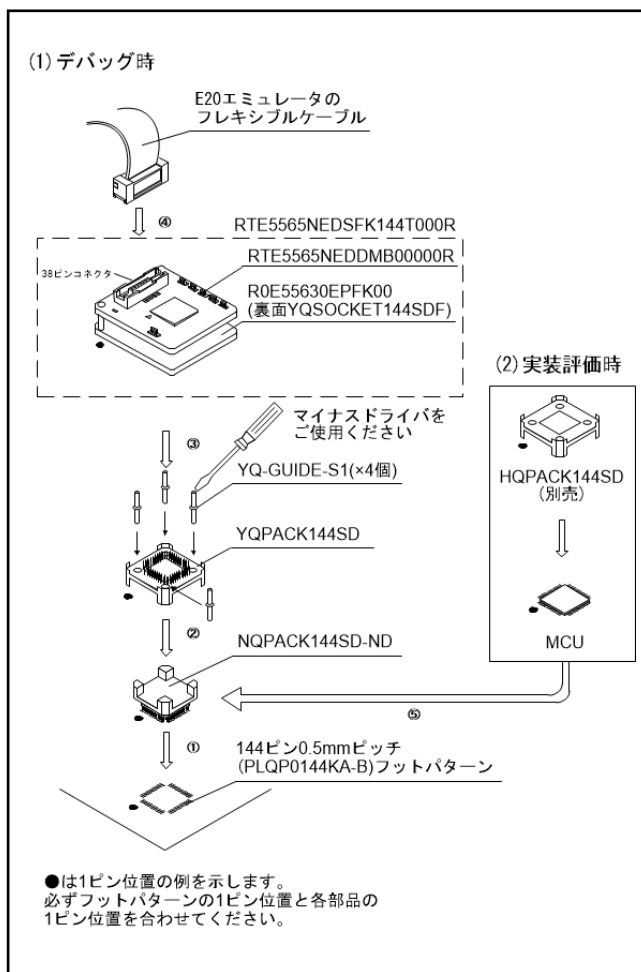 (1) デバッグ時
E20エミュレータの
フレキシブルケーブル
④
RTE5565NEDSFK144T000R
38ピンコネクタ
RTE5565NEDDMB00000R
R0E55630EPFK00
(裏面YQSOCKET144SDF)
③
マイナスドライバを
ご使用ください
YQ-GUIDE-S1(×4個)
YQPACK144SD
②
NQPACK144SD-ND
①
144ピン0.5mmピッチ
(PLQP0144KA-B)フットパターン
(2) 実装評価時
HQPACK144SD
(別売)
MCU
⑤
●は1ピン位置の例を示します。
必ずフットパターンの1ピン位置と各部品の
1ピン位置を合わせてください。